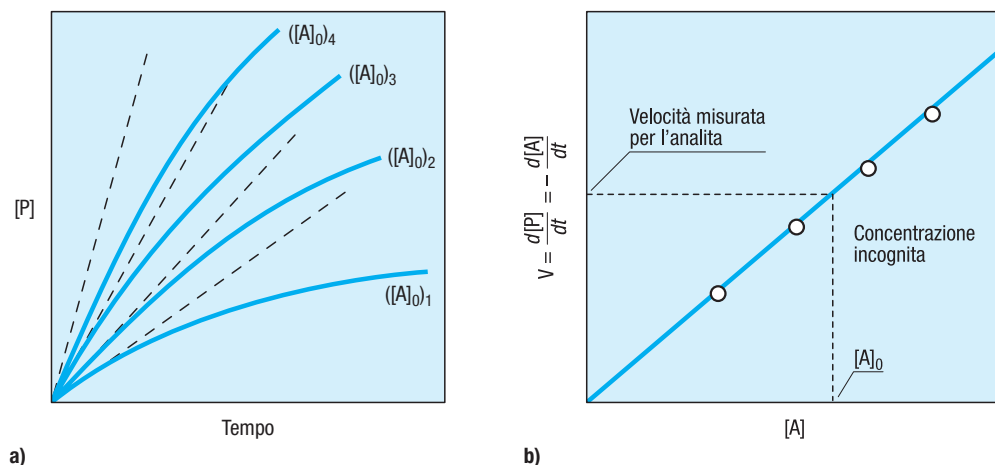 ([A]₀)₄
([A]₀)₃
([A]₀)₂
([A]₀)₁
[P]
Tempo
a)
V = d[P]/dt = – d[A]/dt
Velocità misurata
per l'analita
Concentrazione
incognita
[A]₀
[A]
b)